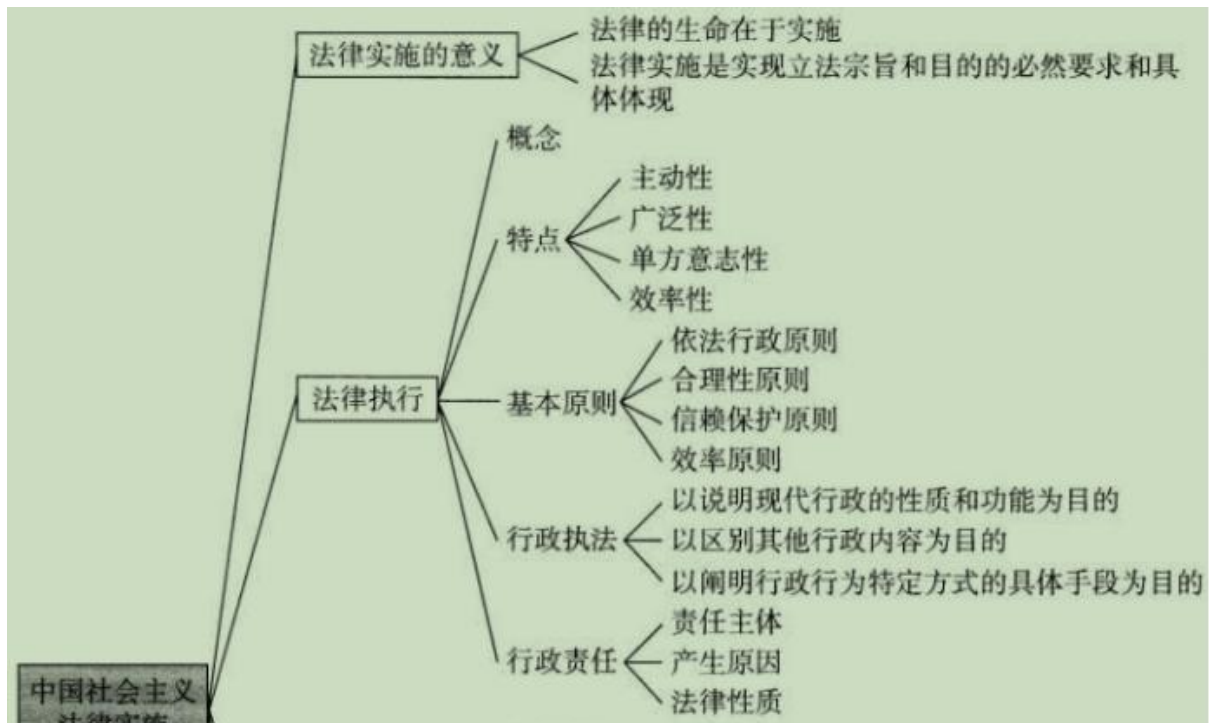 法律实施的意义
法律的生命在于实施
法律实施是实现立法宗旨和目的的必然要求和具
体体现
法律执行
概念
特点
主动性
广泛性
单方意志性
效率性
基本原则
依法行政原则
合理性原则
信赖保护原则
效率原则
行政执法
以说明现代行政的性质和功能为目的
以区别其他行政内容为目的
以阐明行政行为特定方式的具体手段为目的
行政责任
责任主体
产生原因
法律性质
中国社会主义
法律实施